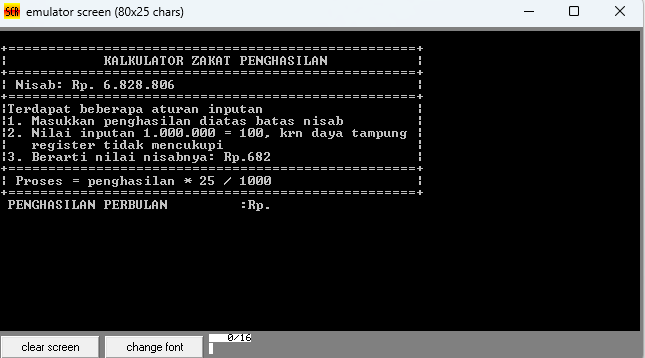 SCR emulator screen (80x25 chars)
+===================================================+
¦ KALKULATOR ZAKAT PENGHASILAN ¦
+===================================================+
¦ Nisab: Rp. 6.828.806 ¦
+===================================================+
¦Terdapat beberapa aturan inputan ¦
¦1. Masukkan penghasilan diatas batas nisab ¦
¦2. Nilai inputan 1.000.000 = 100, krn daya tampung ¦
¦ register tidak mencukupi ¦
¦3. Berarti nilai nisabnya: Rp.682 ¦
+===================================================+
¦ Proses = penghasilan * 25 / 1000 ¦
+===================================================+
PENGHASILAN PERBULAN :Rp.
clear screen change font 0/16